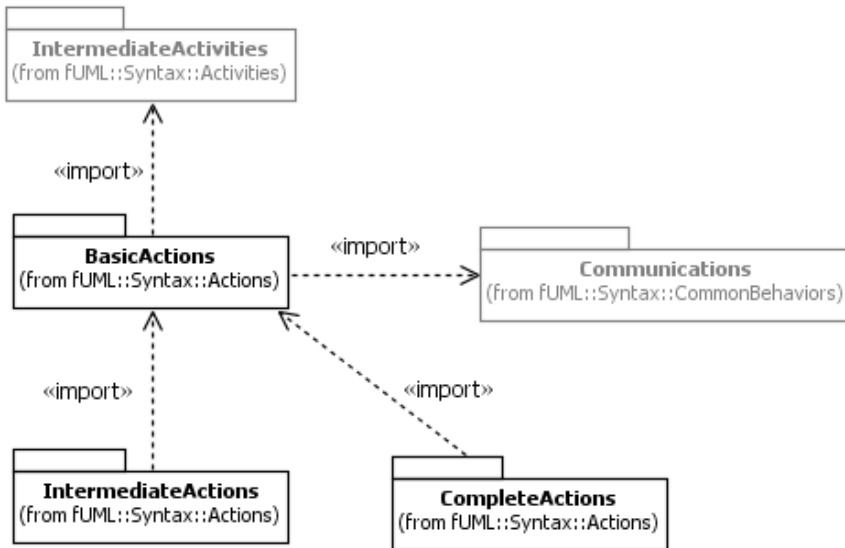 IntermediateActivities
(from fUML::Syntax::Activities)
«import»
BasicActions
(from fUML::Syntax::Actions)
«import»
Communications
(from fUML::Syntax::CommonBehaviors)
«import»
«import»
IntermediateActions
(from fUML::Syntax::Actions)
CompleteActions
(from fUML::Syntax::Actions)